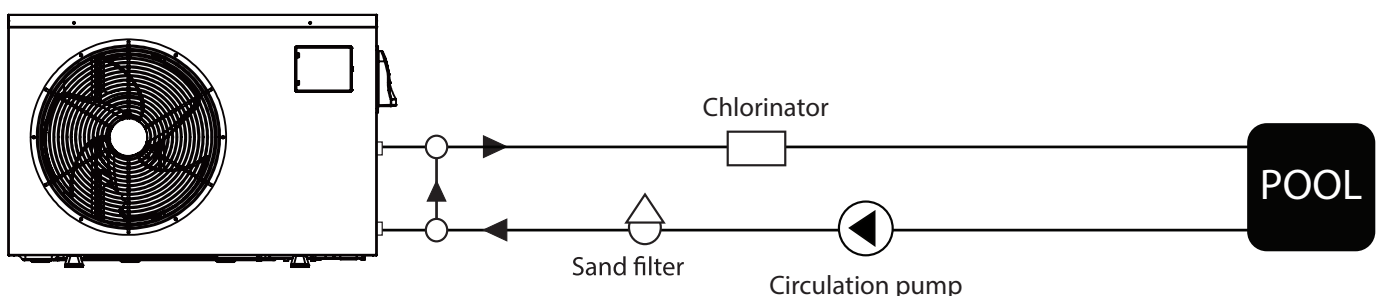 Chlorinator
POOL
Sand filter
Circulation pump